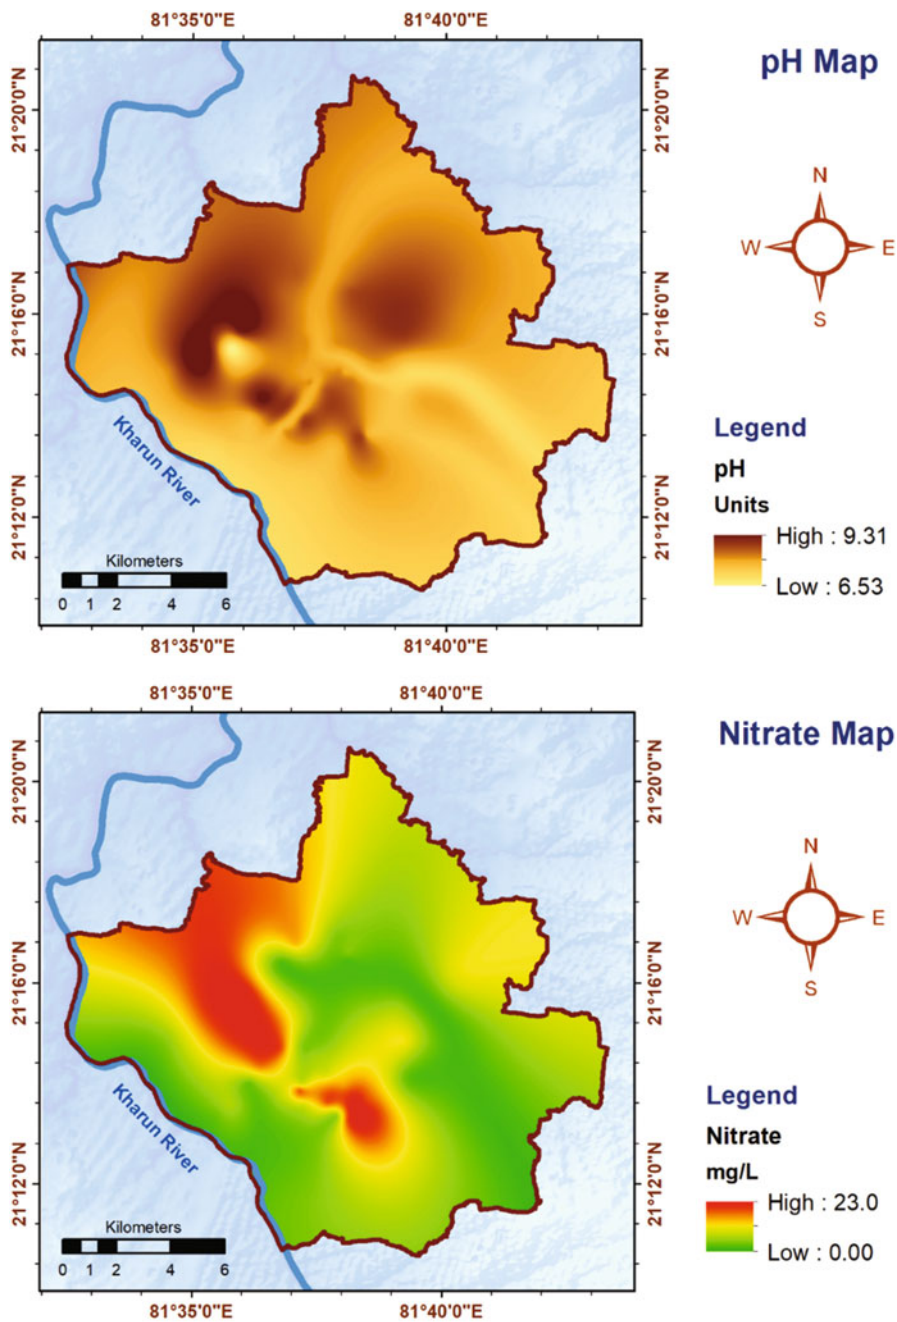 81°35'0"E 81°40'0"E
pH Map
21°20'0"N 21°20'0"N
N
W E
S
21°16'0"N 21°16'0"N
Kharun River
Legend
pH
Units
High : 9.31
Low : 6.53
21°12'0"N 21°12'0"N
Kilometers
0 1 2 4 6
81°35'0"E 81°40'0"E
81°35'0"E 81°40'0"E
Nitrate Map
21°20'0"N 21°20'0"N
N
W E
S
21°16'0"N 21°16'0"N
Kharun River
Legend
Nitrate
mg/L
High : 23.0
Low : 0.00
21°12'0"N 21°12'0"N
Kilometers
0 1 2 4 6
81°35'0"E 81°40'0"E